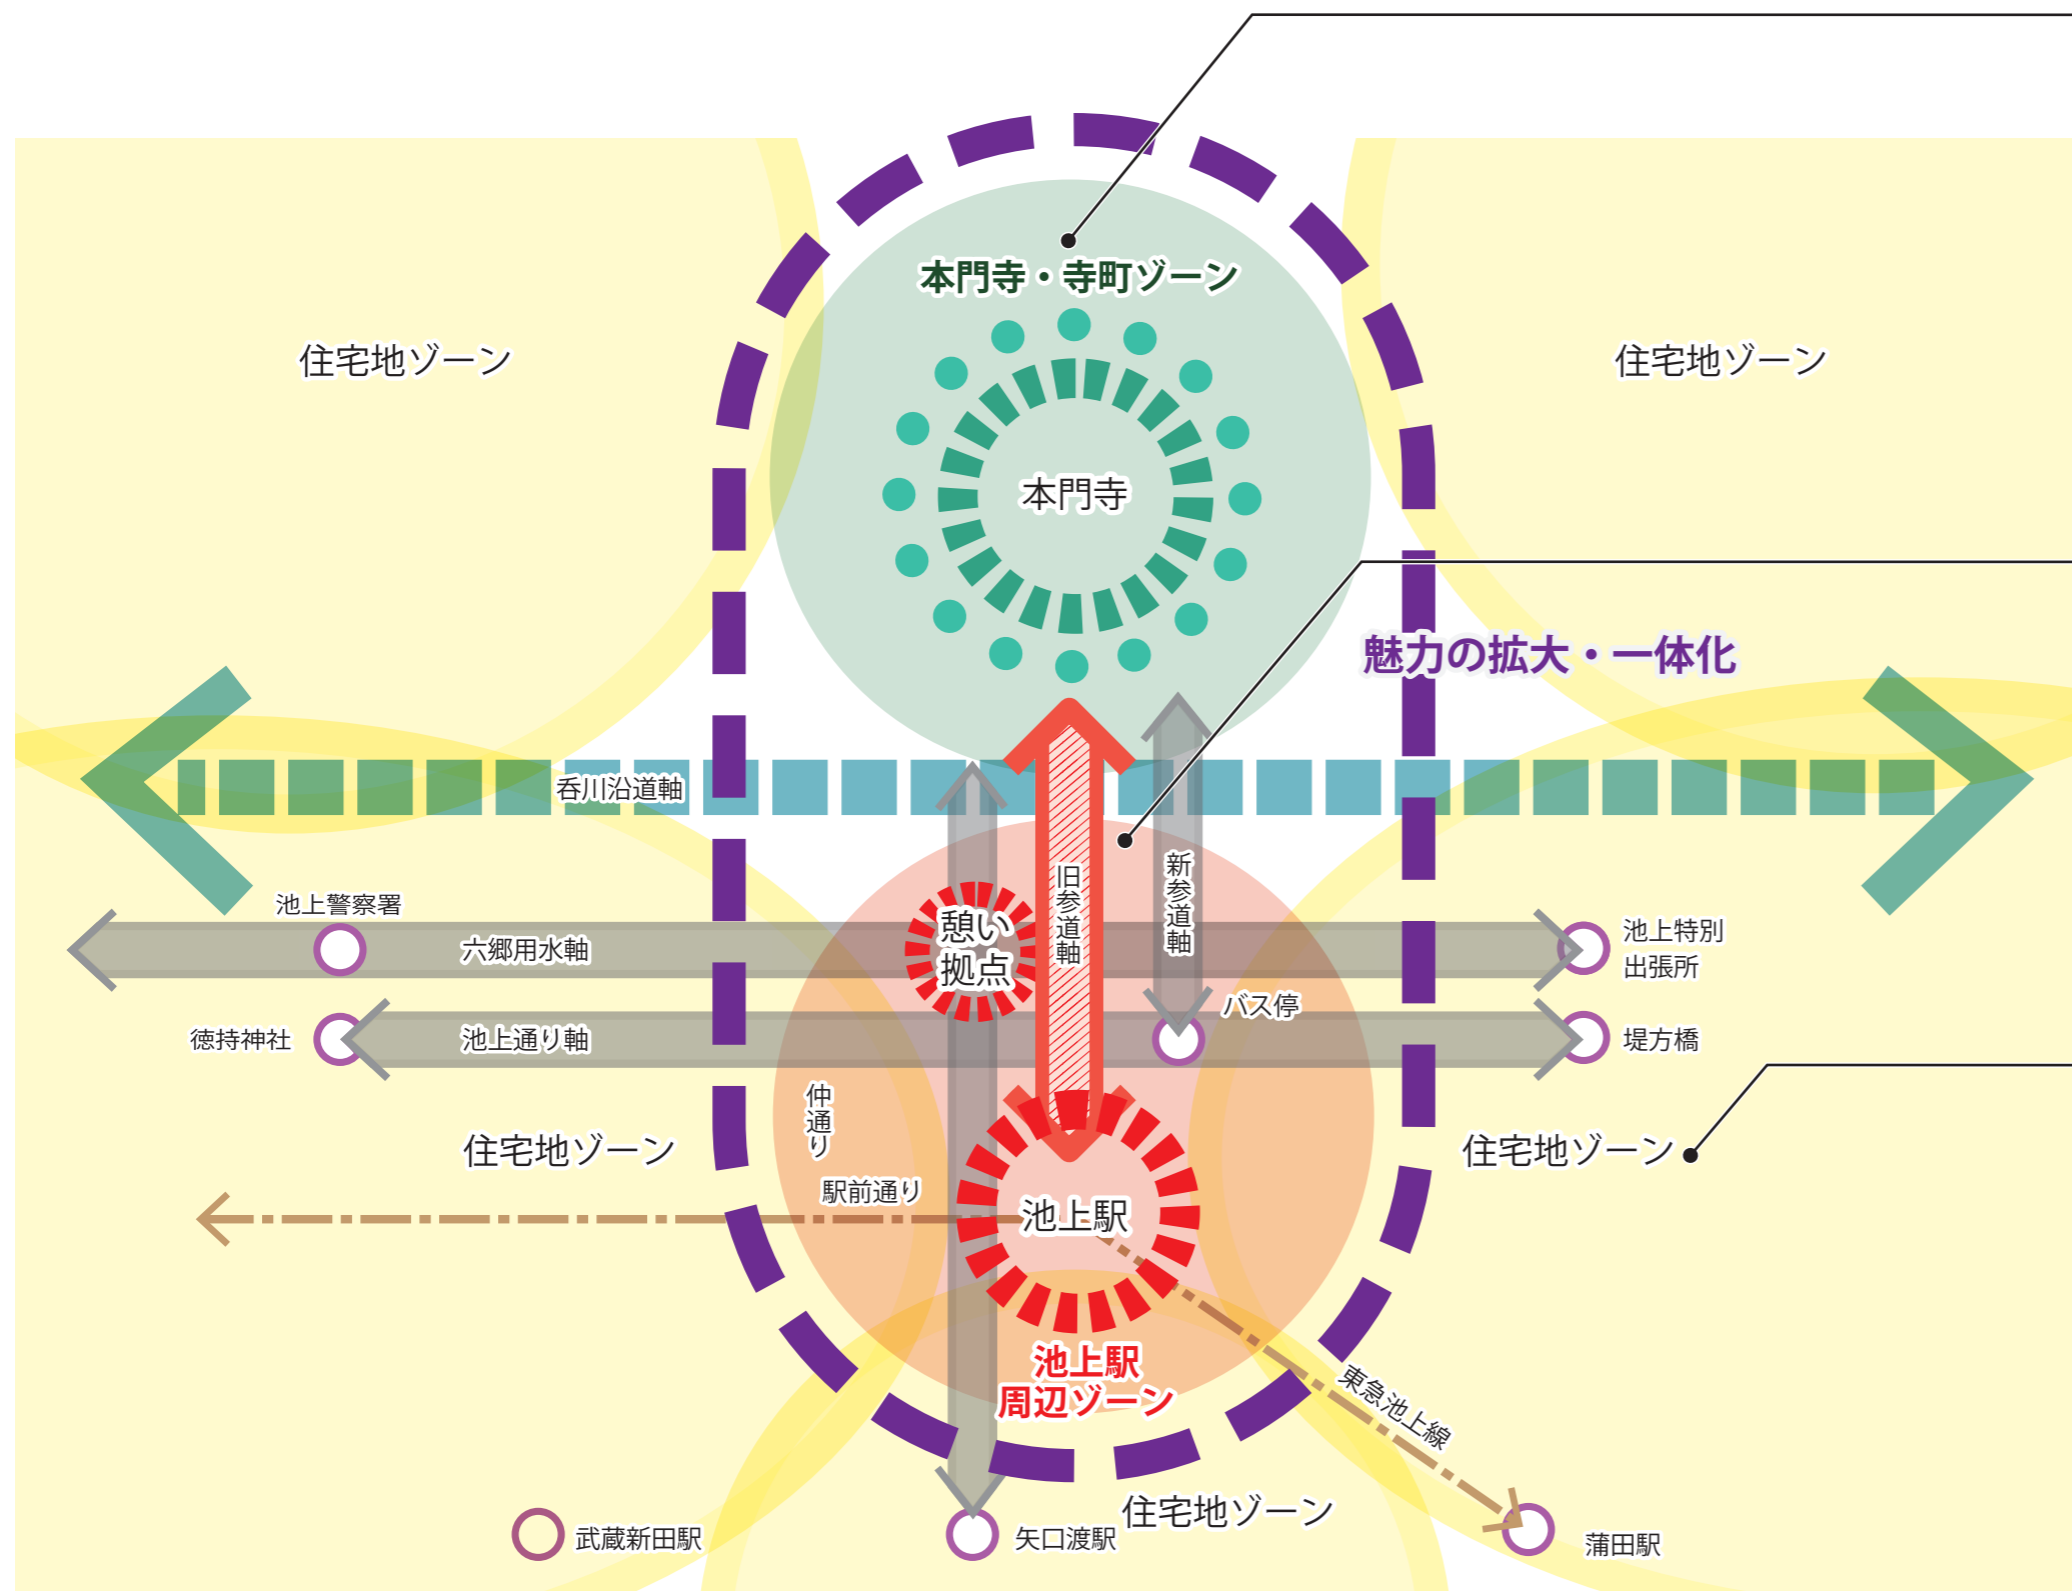 本門寺・寺町ゾーン
住宅地ゾーン
住宅地ゾーン
本門寺
魅力の拡大・一体化
呑川沿道軸
池上警察署
六郷用水軸
憩い
拠点
旧参道軸
新参道軸
池上特別
出張所
バス停
徳持神社
池上通り軸
堤方橋
仲通り
住宅地ゾーン
住宅地ゾーン
駅前通り
池上駅
池上駅
周辺ゾーン
東急池上線
住宅地ゾーン
武蔵新田駅
矢口渡駅
蒲田駅